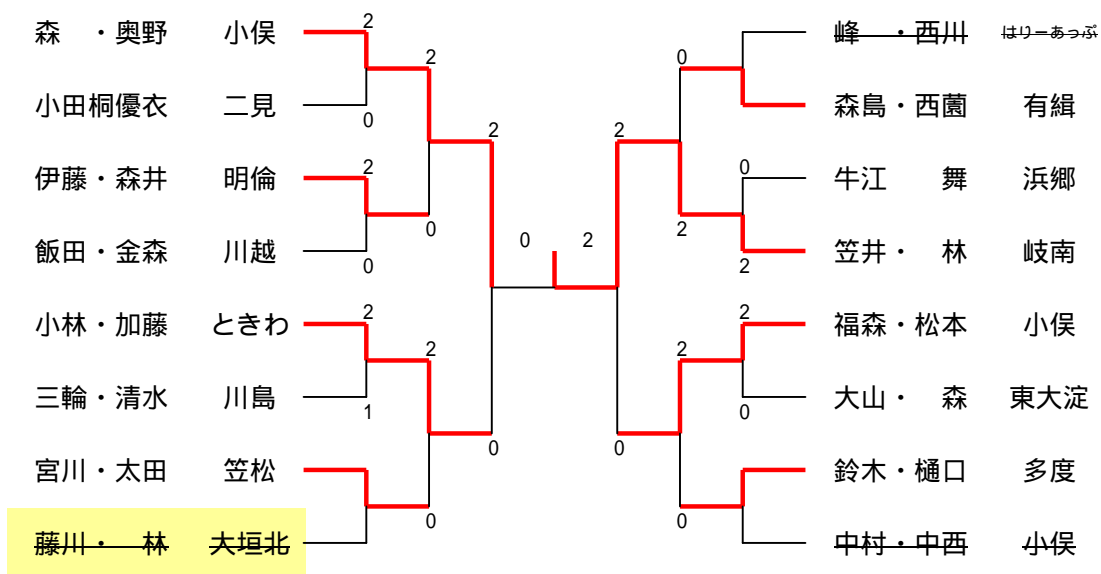 森　・奥野　小俣
小田桐優衣　二見
伊藤・森井　明倫
飯田・金森　川越
小林・加藤　ときわ
三輪・清水　川島
宮川・太田　笠松
藤川・　林　大垣北
2
0
2
0
2
1
2
0
2
0
2
0
0
2
2
0
0
2
2
0
0
2
2
0
峰　・西川　はりーあっぷ
森島・西薗　有緝
牛江　　舞　浜郷
笠井・　林　岐南
福森・松本　小俣
大山・　森　東大淀
鈴木・樋口　多度
中村・中西　小俣